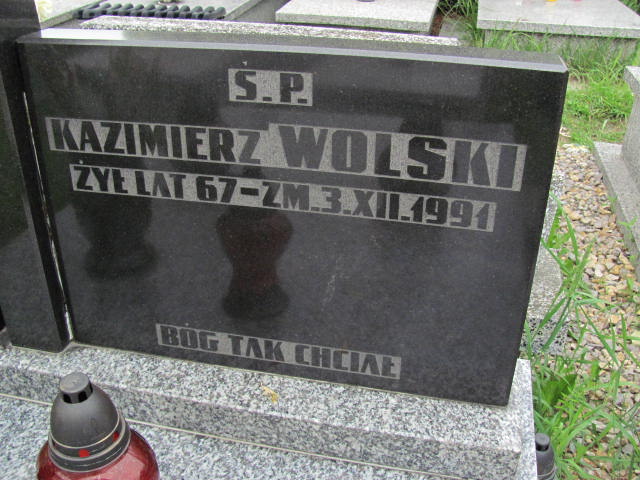 S.P.
KAZIMIERZ WOLSKI
ŻYŁ LAT 67-ZM.3.XII.1991
BÓG TAK CHCIAŁ